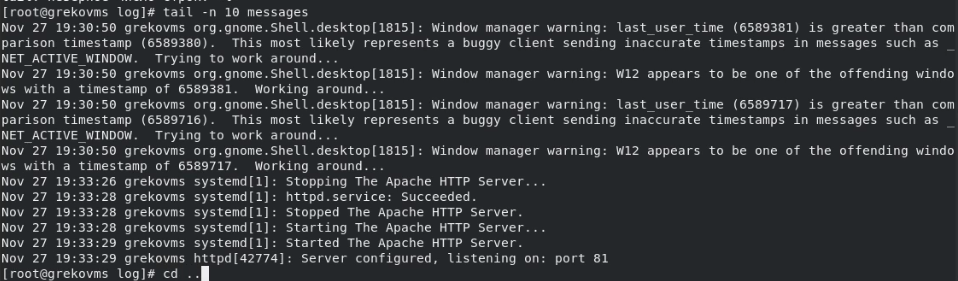 [root@grekovms log]# tail -n 10 messages
Nov 27 19:30:50 grekovms org.gnome.Shell.desktop[1815]: Window manager warning: last_user_time (6589381) is greater than com
parison timestamp (6589380).  This most likely represents a buggy client sending inaccurate timestamps in messages such as _
NET_ACTIVE_WINDOW.  Trying to work around...
Nov 27 19:30:50 grekovms org.gnome.Shell.desktop[1815]: Window manager warning: W12 appears to be one of the offending windo
ws with a timestamp of 6589381.  Working around...
Nov 27 19:30:50 grekovms org.gnome.Shell.desktop[1815]: Window manager warning: last_user_time (6589717) is greater than com
parison timestamp (6589716).  This most likely represents a buggy client sending inaccurate timestamps in messages such as _
NET_ACTIVE_WINDOW.  Trying to work around...
Nov 27 19:30:50 grekovms org.gnome.Shell.desktop[1815]: Window manager warning: W12 appears to be one of the offending windo
ws with a timestamp of 6589717.  Working around...
Nov 27 19:33:26 grekovms systemd[1]: Stopping The Apache HTTP Server...
Nov 27 19:33:28 grekovms systemd[1]: httpd.service: Succeeded.
Nov 27 19:33:28 grekovms systemd[1]: Stopped The Apache HTTP Server.
Nov 27 19:33:28 grekovms systemd[1]: Starting The Apache HTTP Server...
Nov 27 19:33:29 grekovms systemd[1]: Started The Apache HTTP Server.
Nov 27 19:33:29 grekovms httpd[42774]: Server configured, listening on: port 81
[root@grekovms log]# cd ..